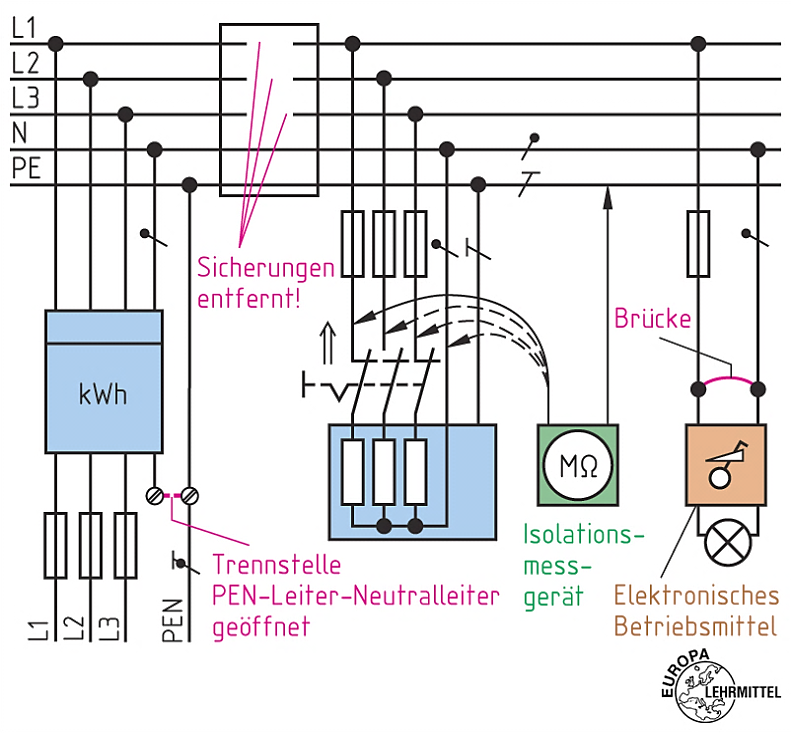 L1
L2
L3
N
PE
Sicherungen
entfernt!
Brücke
kWh
MΩ
Isolations-
mess-
gerät
Trennstelle
PEN-Leiter-Neutralleiter
geöffnet
Elektronisches
Betriebsmittel
L1
L2
L3
PEN
EUROPA
LEHRMITTEL